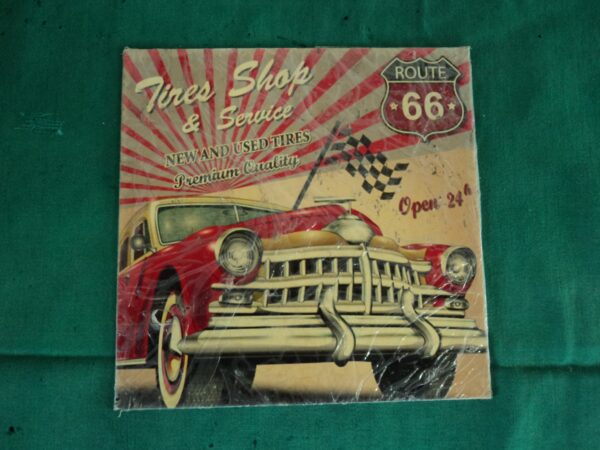 Tires Shop
& Service
NEW AND USED TIRES
Premium Quality
ROUTE
66
Open 24h